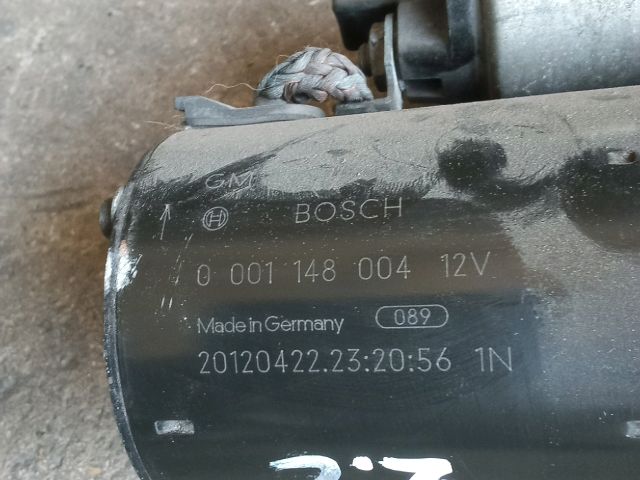 GM
BOSCH
0 001 148 004 12V
Made in Germany 089
20120422.23:20:56 1N